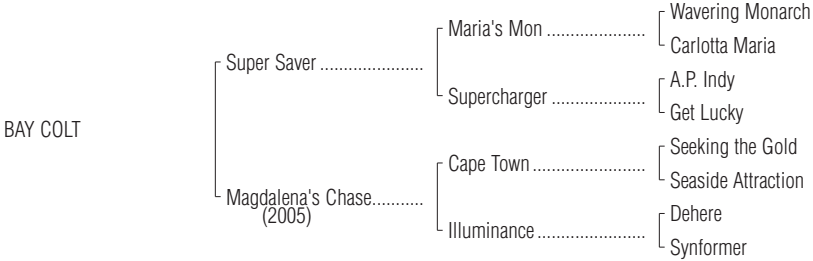 Wavering Monarch
Maria's Mon .....................
Carlotta Maria
Super Saver ......................
A.P. Indy
Supercharger ....................
Get Lucky
BAY COLT
Seeking the Gold
Cape Town ........................
Seaside Attraction
Magdalena's Chase...........
(2005)
Dehere
Illuminance .......................
Synformer